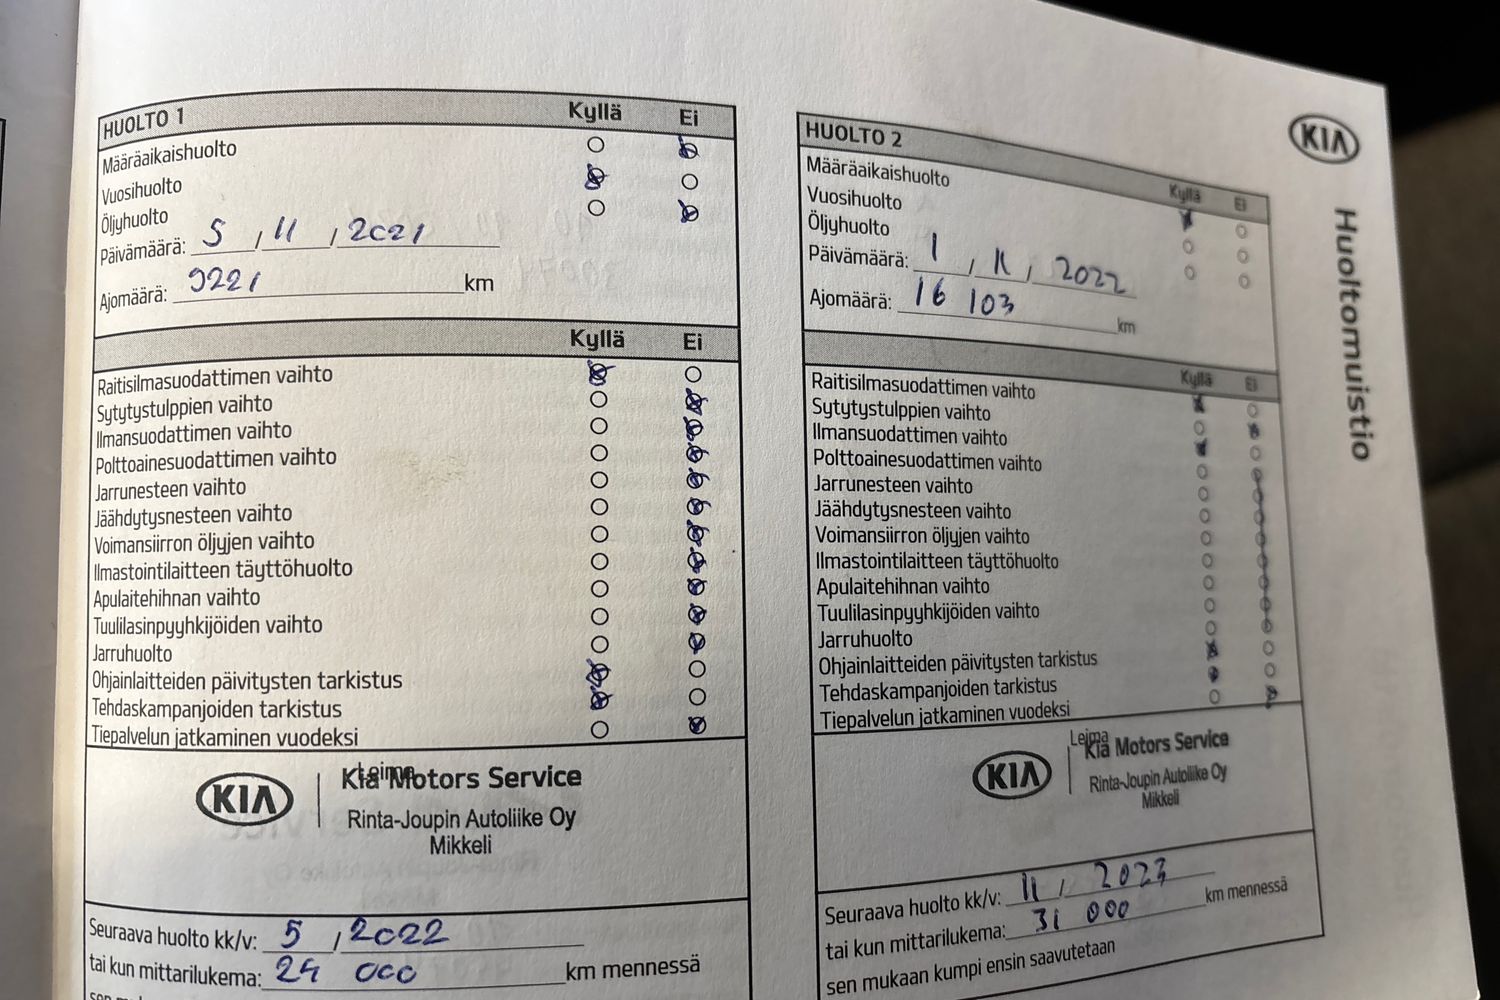 HUOLTO 1 Kyllä Ei
Määräaikaishuolto
Vuosihuolto
Öljyhuolto
Päivämäärä: 5 / 11 / 2021
Ajomäärä: 9221 km
Kyllä Ei
Raitisilmasuodattimen vaihto
Sytytystulppien vaihto
Ilmansuodattimen vaihto
Polttoainesuodattimen vaihto
Jarrunesteen vaihto
Jäähdytysnesteen vaihto
Voimansiirron öljyjen vaihto
Ilmastointilaitteen täyttöhuolto
Apulaitehihnan vaihto
Tuulilasinpyyhkijöiden vaihto
Jarruhuolto
Ohjainlaitteiden päivitysten tarkistus
Tehdaskampanjoiden tarkistus
Tiepalvelun jatkaminen vuodeksi
Leima
KIA Kia Motors Service
Rinta-Joupin Autoliike Oy
Mikkeli
Seuraava huolto kk/v: 5 / 2022
tai kun mittarilukema: 24 000 km mennessä
HUOLTO 2 Kyllä Ei
Määräaikaishuolto
Vuosihuolto
Öljyhuolto
Päivämäärä: 1 / 11 / 2022
Ajomäärä: 16 103 km
Kyllä Ei
Raitisilmasuodattimen vaihto
Sytytystulppien vaihto
Ilmansuodattimen vaihto
Polttoainesuodattimen vaihto
Jarrunesteen vaihto
Jäähdytysnesteen vaihto
Voimansiirron öljyjen vaihto
Ilmastointilaitteen täyttöhuolto
Apulaitehihnan vaihto
Tuulilasinpyyhkijöiden vaihto
Jarruhuolto
Ohjainlaitteiden päivitysten tarkistus
Tehdaskampanjoiden tarkistus
Tiepalvelun jatkaminen vuodeksi
Leima
KIA Kia Motors Service
Rinta-Joupin Autoliike Oy
Mikkeli
Seuraava huolto kk/v: 11 / 2023
tai kun mittarilukema: 31 000 km mennessä
sen mukaan kumpi ensin saavutetaan
KIA
Huoltomuistio